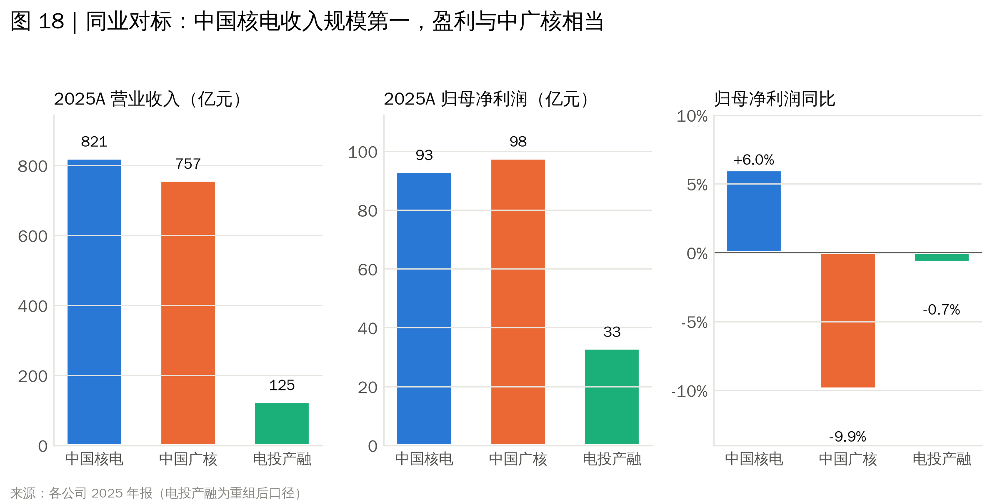 图 18｜同业对标：中国核电收入规模第一，盈利与中广核相当
2025A 营业收入（亿元）
800
600
400
200
0
821
757
125
中国核电
中国广核
电投产融
2025A 归母净利润（亿元）
100
80
60
40
20
0
93
98
33
中国核电
中国广核
电投产融
归母净利润同比
10%
5%
0%
-5%
-10%
+6.0%
-9.9%
-0.7%
中国核电
中国广核
电投产融
来源：各公司 2025 年报（电投产融为重组后口径）